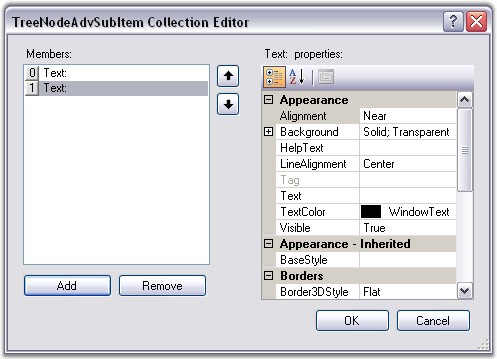 TreeNodeAdvSubItem Collection Editor
Members:
0 Text:
1 Text:
Add Remove
Text: properties:
Appearance
Alignment Near
Background Solid; Transparent
HelpText
LineAlignment Center
Tag
Text
TextColor WindowText
Visible True
Appearance - Inherited
BaseStyle
Borders
Border3DStyle Flat
OK Cancel